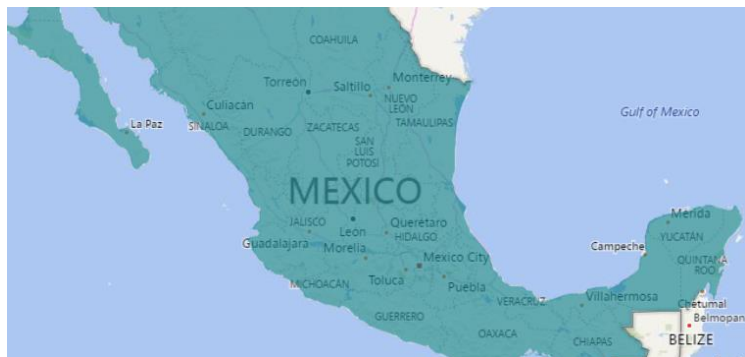 COAHUILA
Torreón
Saltillo
Monterrey
Culiacán
NUEVO
LEÓN
Gulf of Mexico
La Paz
SINALOA
DURANGO
ZACATECAS
TAMAULIPAS
SAN
LUIS
POTOSÍ
MEXICO
Mérida
JALISCO
León
Querétaro
HIDALGO
YUCATÁN
Guadalajara
Morelia
Campeche
Mexico City
QUINTANA
ROO
Toluca
MICHOACÁN
Puebla
VERACRUZ
Villahermosa
Chetumal
GUERRERO
Belmopan
OAXACA
CHIAPAS
BELIZE